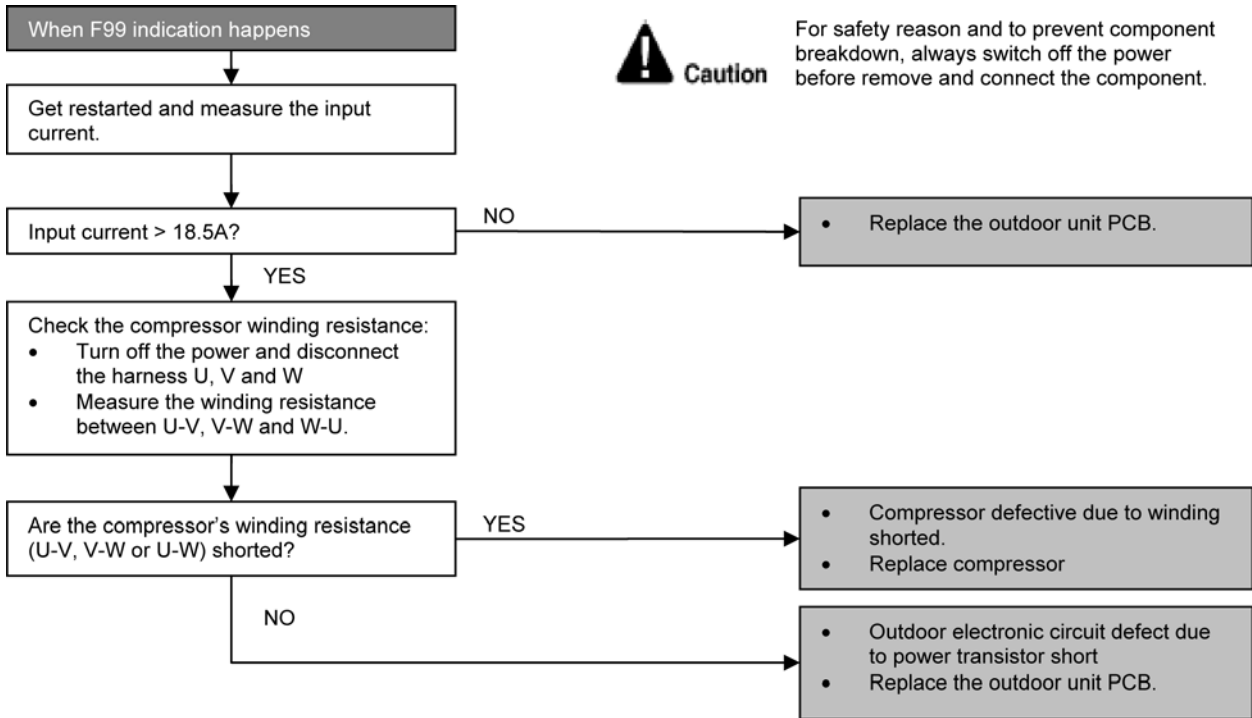 When F99 indication happens
Caution
For safety reason and to prevent component
breakdown, always switch off the power
before remove and connect the component.
Get restarted and measure the input
current.
Input current > 18.5A?
NO
• Replace the outdoor unit PCB.
YES
Check the compressor winding resistance:
• Turn off the power and disconnect
the harness U, V and W
• Measure the winding resistance
between U-V, V-W and W-U.
Are the compressor’s winding resistance
(U-V, V-W or U-W) shorted?
YES
• Compressor defective due to winding
shorted.
• Replace compressor
NO
• Outdoor electronic circuit defect due
to power transistor short
• Replace the outdoor unit PCB.